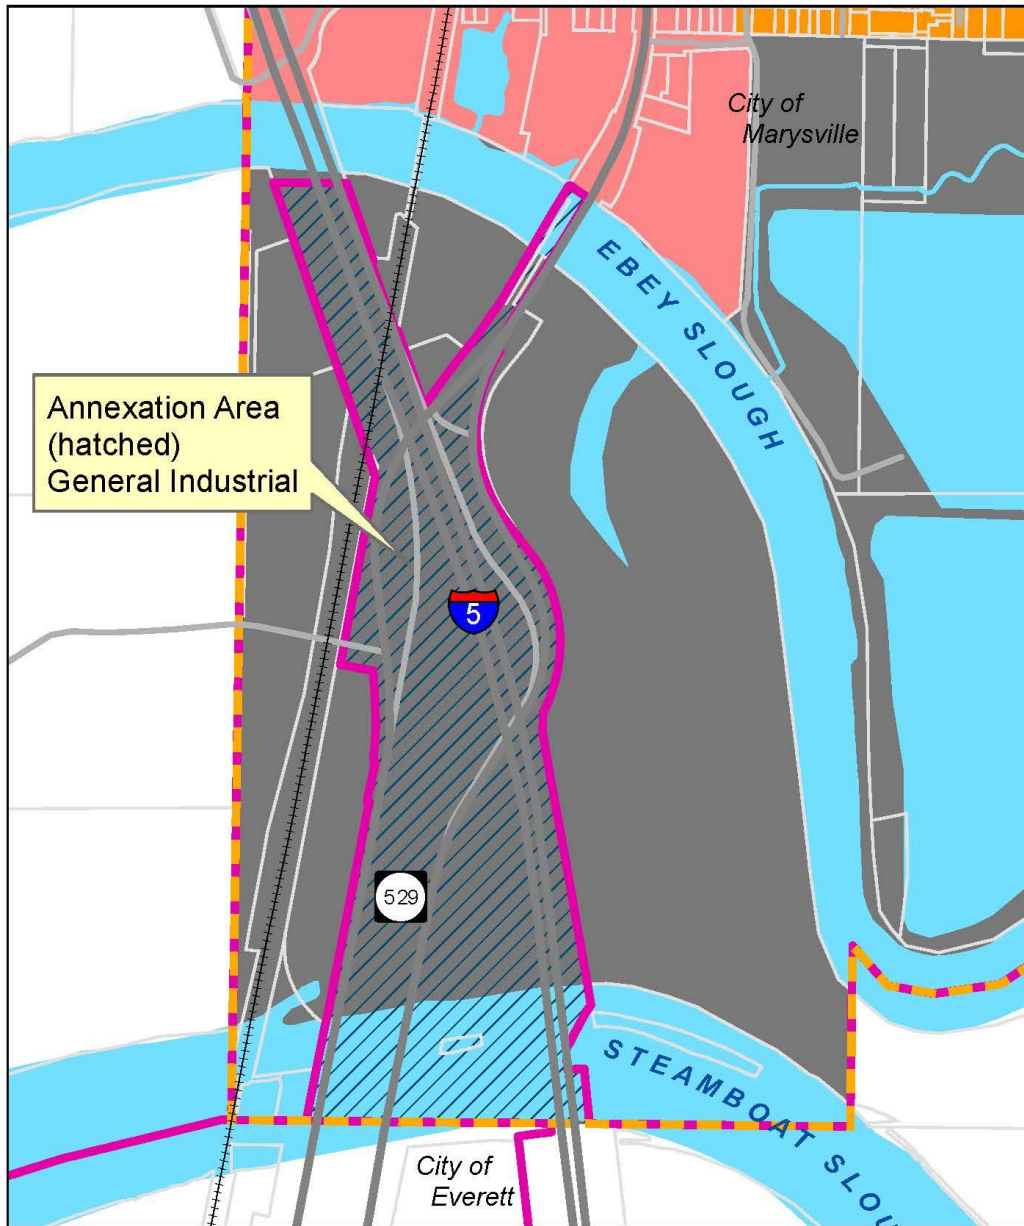 City of
Marysville
EBEY SLOUGH
Annexation Area
(hatched)
General Industrial
5
529
STEAMBOAT SLOU
City of
Everett